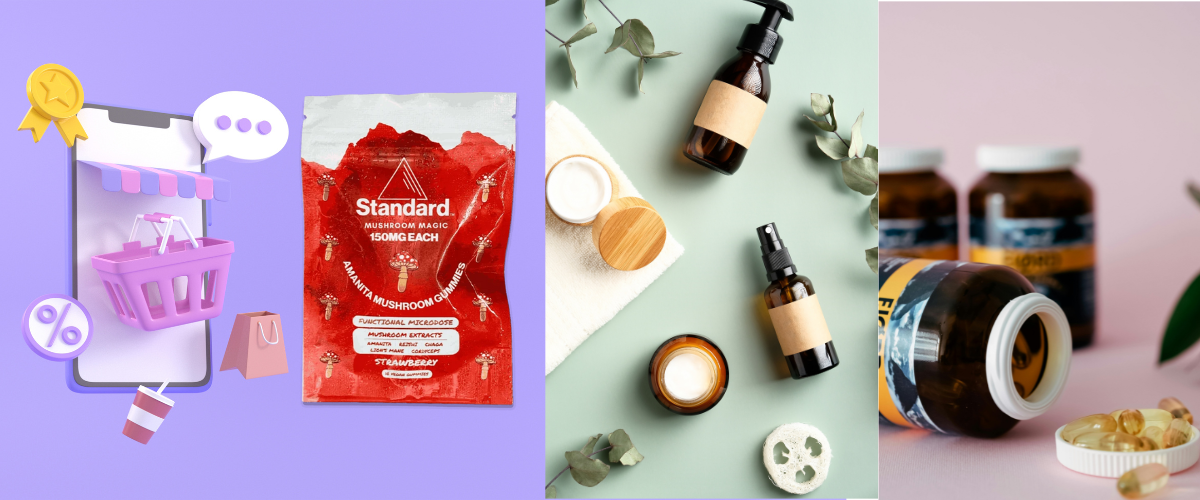 Standard
MUSHROOM MAGIC
150MG EACH
AMANITA MUSHROOM GUMMIES
FUNCTIONAL MICRODOSE
MUSHROOM EXTRACTS
AMANITA REISHI CHAGA
LION'S MANE CORDYCEPS
STRAWBERRY
%